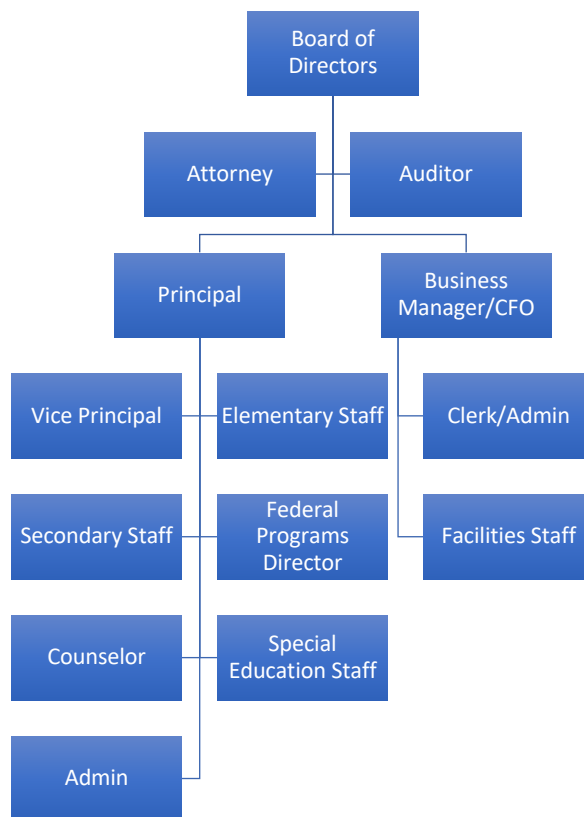 Board of
Directors
Attorney
Auditor
Principal
Business
Manager/CFO
Vice Principal
Elementary Staff
Clerk/Admin
Secondary Staff
Federal
Programs
Director
Facilities Staff
Counselor
Special
Education Staff
Admin